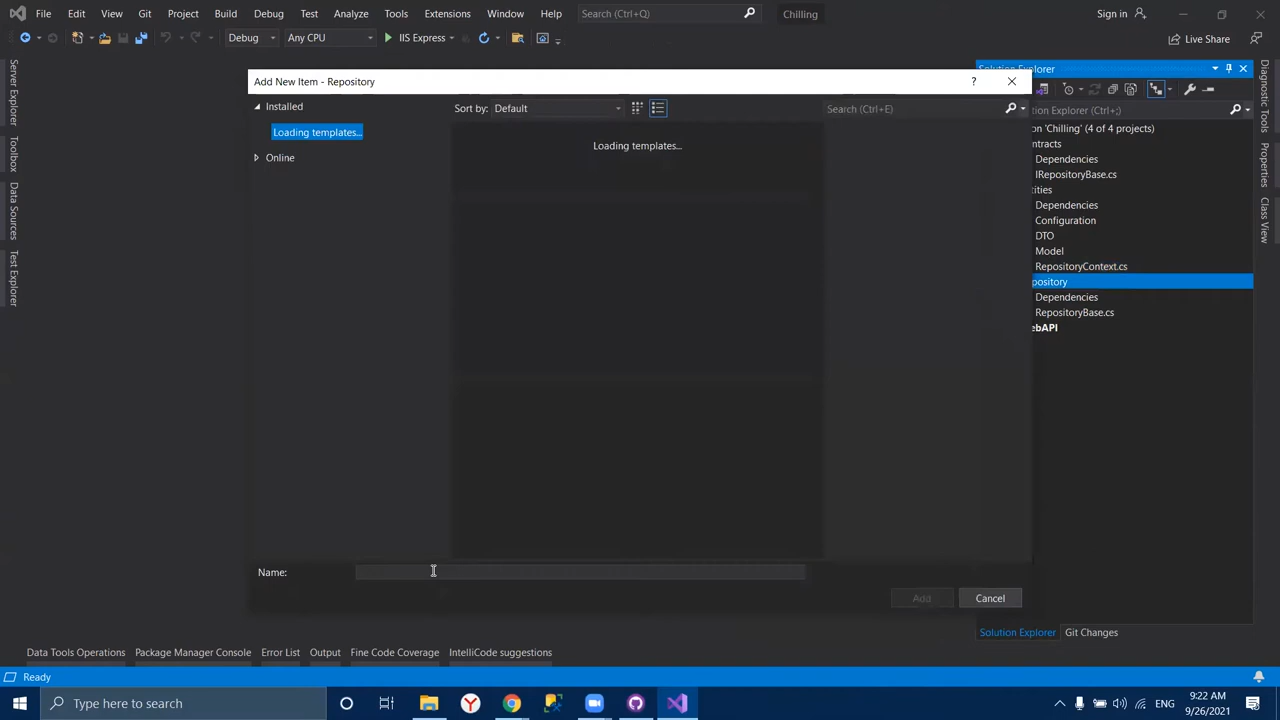 File Edit View Git Project Build Debug Test Analyze Tools Extensions Window Help Search (Ctrl+Q) Chilling Sign in
Debug Any CPU IIS Express Live Share
Add New Item - Repository ?
Installed
Loading templates...
Online
Sort by: Default
Search (Ctrl+E)
Loading templates...
Name:
Add Cancel
Solution Explorer
tion Explorer (Ctrl+;)
on 'Chilling' (4 of 4 projects)
ntracts
Dependencies
IRepositoryBase.cs
tities
Dependencies
Configuration
DTO
Model
RepositoryContext.cs
pository
Dependencies
RepositoryBase.cs
ebAPI
Solution Explorer Git Changes
Server Explorer
Toolbox
Data Sources
Test Explorer
Diagnostic Tools
Properties
Class View
Data Tools Operations Package Manager Console Error List Output Fine Code Coverage IntelliCode suggestions
Ready
Type here to search
ENG
9:22 AM
9/26/2021